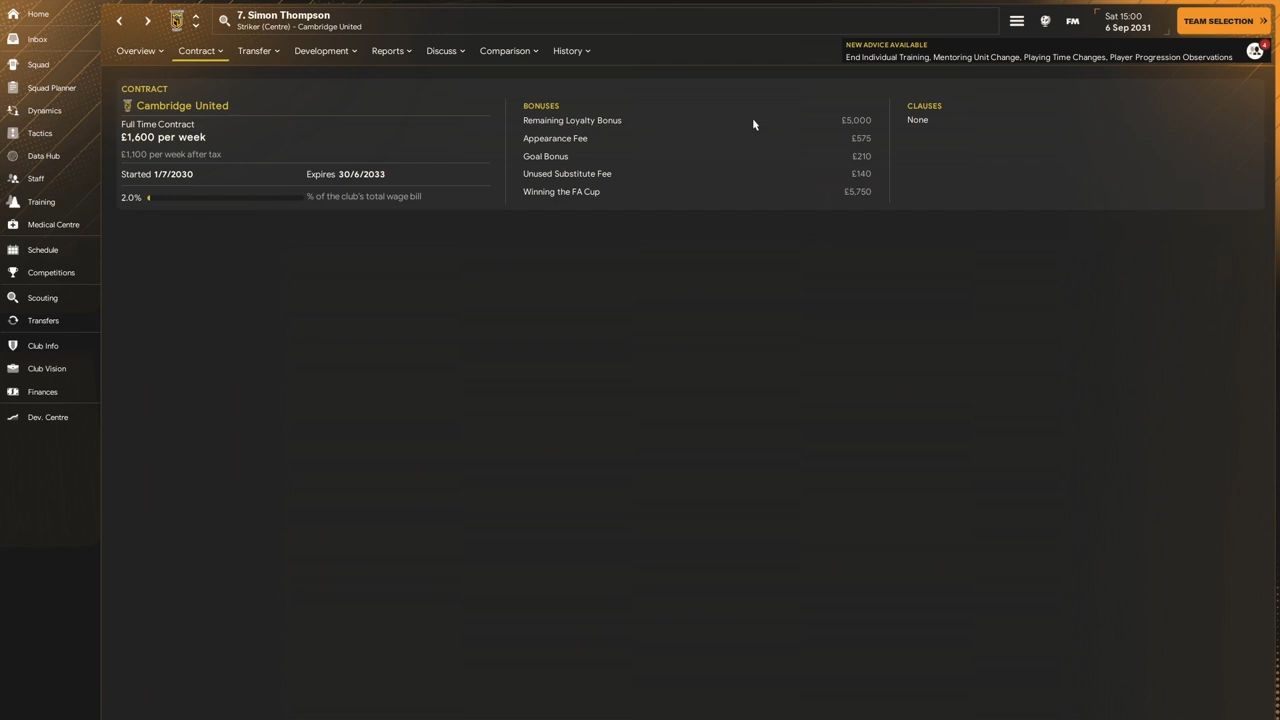 Home
Inbox
Squad
Squad Planner
Dynamics
Tactics
Data Hub
Staff
Training
Medical Centre
Schedule
Competitions
Scouting
Transfers
Club Info
Club Vision
Finances
Dev. Centre
7. Simon Thompson
Striker (Centre) - Cambridge United
FM
Sat 15:00
6 Sep 2031
TEAM SELECTION
Overview
Contract
Transfer
Development
Reports
Discuss
Comparison
History
NEW ADVICE AVAILABLE
End Individual Training, Mentoring Unit Change, Playing Time Changes, Player Progression Observations
4
CONTRACT
Cambridge United
Full Time Contract
£1,600 per week
£1,100 per week after tax
Started 1/7/2030
Expires 30/6/2033
2.0%
% of the club's total wage bill
BONUSES
Remaining Loyalty Bonus £5,000
Appearance Fee £575
Goal Bonus £210
Unused Substitute Fee £140
Winning the FA Cup £5,750
CLAUSES
None